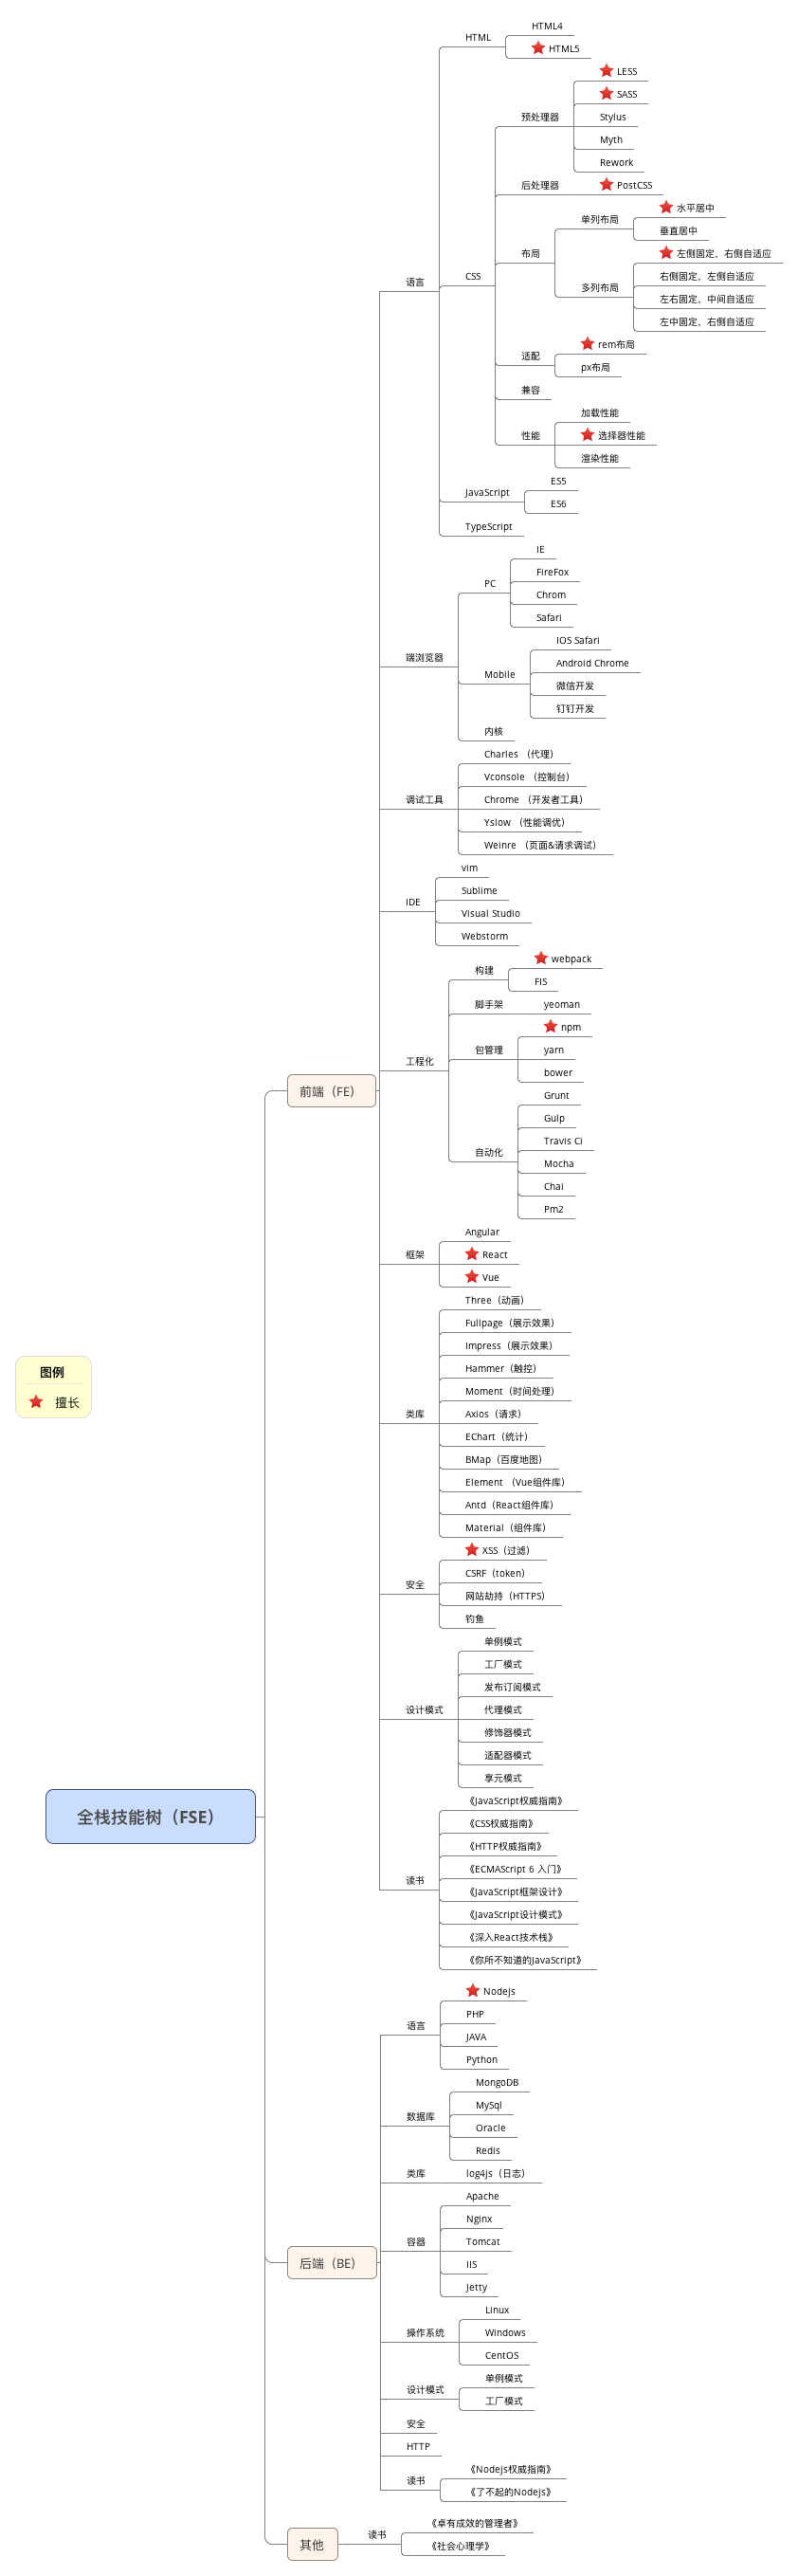 HTML4
HTML
HTML5
LESS
SASS
预处理器
Stylus
Myth
Rework
后处理器
PostCSS
水平居中
单列布局
垂直居中
布局
左侧固定，右侧自适应
语言
CSS
右侧固定，左侧自适应
多列布局
左右固定，中间自适应
左中固定，右侧自适应
rem布局
适配
px布局
兼容
加载性能
性能
选择器性能
渲染性能
ES5
JavaScript
ES6
TypeScript
IE
FireFox
PC
Chrom
Safari
IOS Safari
端浏览器
Android Chrome
Mobile
微信开发
钉钉开发
内核
Charles （代理）
Vconsole （控制台）
调试工具
Chrome （开发者工具）
Yslow （性能调优）
Weinre （页面&请求调试）
vim
Sublime
IDE
Visual Studio
Webstorm
webpack
构建
FIS
脚手架
yeoman
npm
包管理
yarn
工程化
bower
前端（FE）
Grunt
Gulp
Travis Ci
自动化
Mocha
Chai
Pm2
Angular
框架
React
Vue
Three（动画）
Fullpage（展示效果）
Impress（展示效果）
Hammer（触控）
Moment（时间处理）
类库
Axios（请求）
EChart（统计）
BMap（百度地图）
Element （Vue组件库）
Antd（React组件库）
Material（组件库）
图例
擅长
XSS（过滤）
CSRF（token）
安全
网站劫持（HTTPS）
钓鱼
单例模式
工厂模式
发布订阅模式
设计模式
代理模式
修饰器模式
适配器模式
享元模式
全栈技能树（FSE）
《JavaScript权威指南》
《CSS权威指南》
《HTTP权威指南》
《ECMAScript 6 入门》
读书
《JavaScript框架设计》
《JavaScript设计模式》
《深入React技术栈》
《你所不知道的JavaScript》
Nodejs
语言
PHP
JAVA
Python
MongoDB
MySql
数据库
Oracle
Redis
类库
log4js（日志）
Apache
Nginx
容器
Tomcat
IIS
Jetty
后端（BE）
Linux
操作系统
Windows
CentOS
单例模式
设计模式
工厂模式
安全
HTTP
《Nodejs权威指南》
读书
《了不起的Nodejs》
《卓有成效的管理者》
其他
读书
《社会心理学》